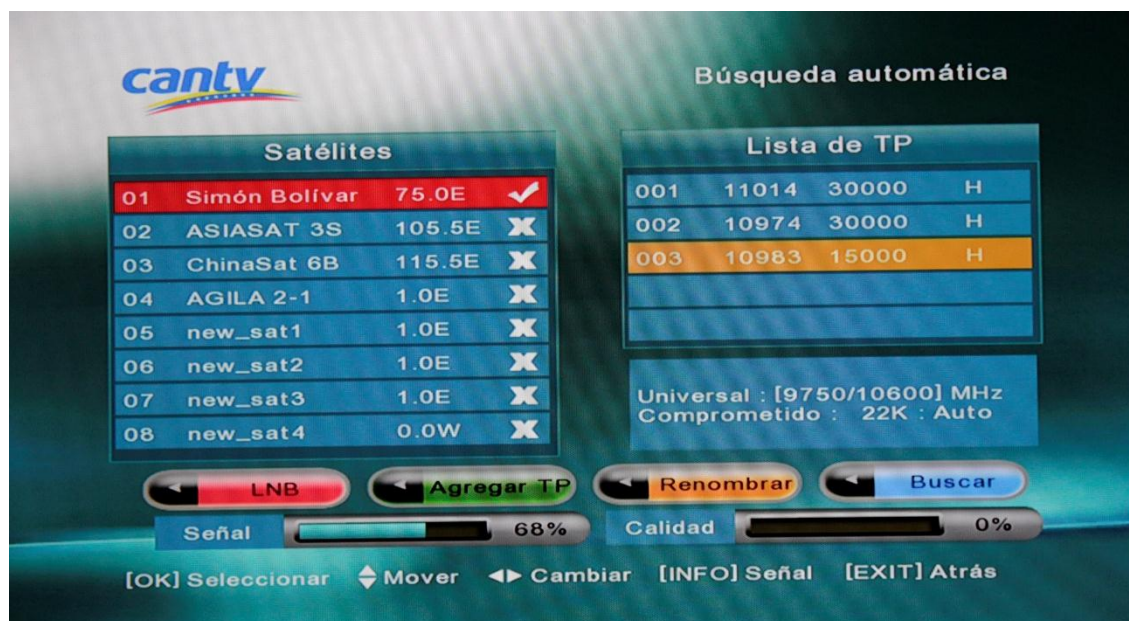 cantv
Búsqueda automática
Satélites
01 Simón Bolívar 75.0E
02 ASIASAT 3S 105.5E
03 ChinaSat 6B 115.5E
04 AGILA 2-1 1.0E
05 new_sat1 1.0E
06 new_sat2 1.0E
07 new_sat3 1.0E
08 new_sat4 0.0W
Lista de TP
001 11014 30000 H
002 10974 30000 H
003 10983 15000 H
Universal : [9750/10600] MHz
Comprometido : 22K : Auto
LNB Agregar TP Renombrar Buscar
Señal 68% Calidad 0%
[OK] Seleccionar Mover Cambiar [INFO] Señal [EXIT] Atrás